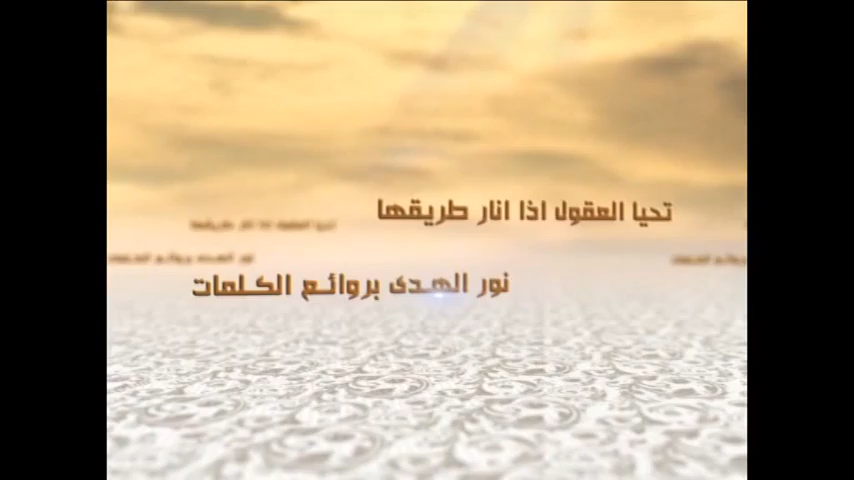 تحيا العقول اذا انار طريقها
نور الهدى بروائع الكلمات